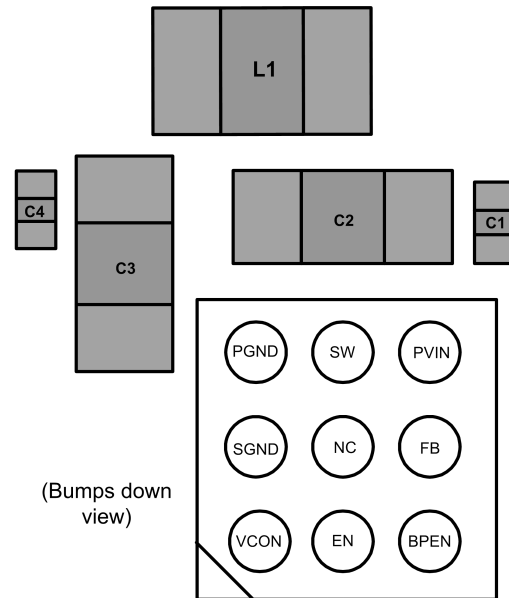 L1
C4
C3
C2
C1
PGND SW PVIN
SGND NC FB
(Bumps down
view)
VCON EN BPEN